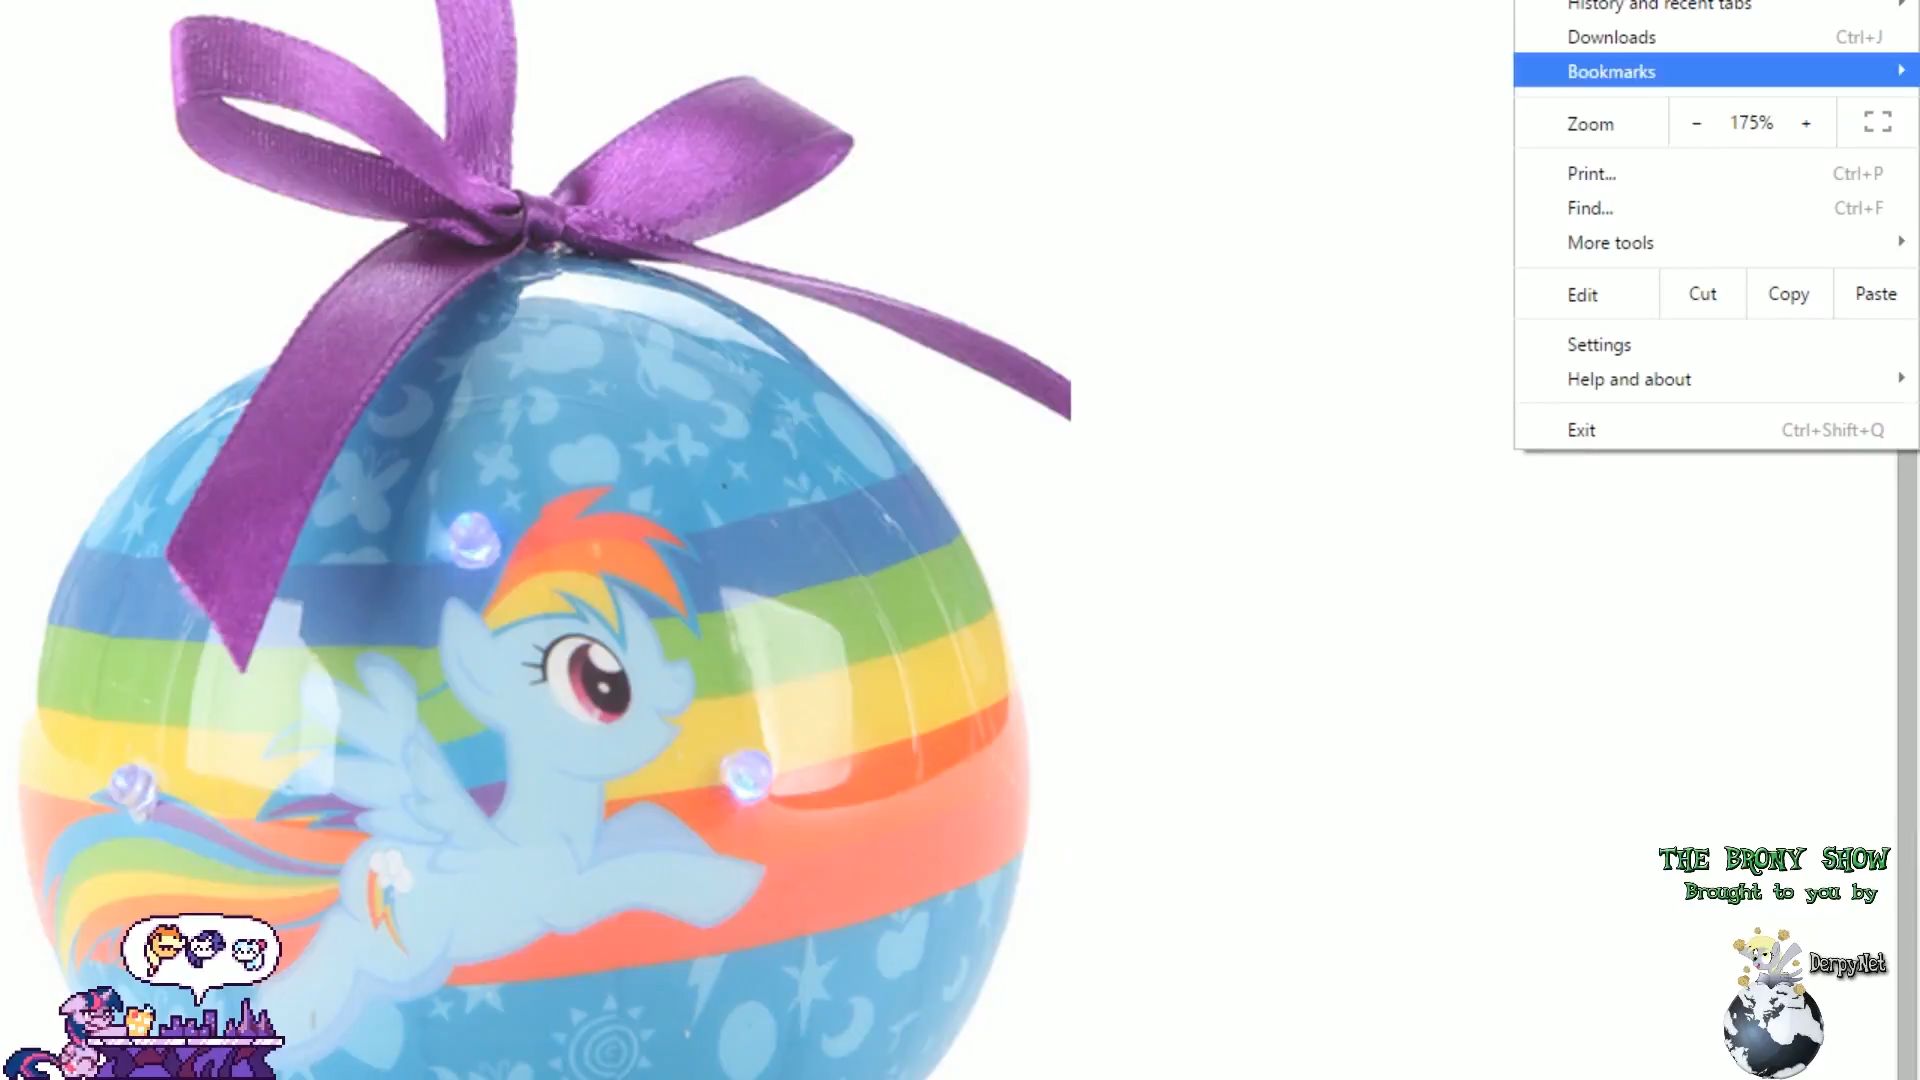 History and recent tabs
Downloads Ctrl+J
Bookmarks
Zoom - 175% +
Print... Ctrl+P
Find... Ctrl+F
More tools
Edit Cut Copy Paste
Settings
Help and about
Exit Ctrl+Shift+Q
THE BRONY SHOW
Brought to you by
DerpyNet